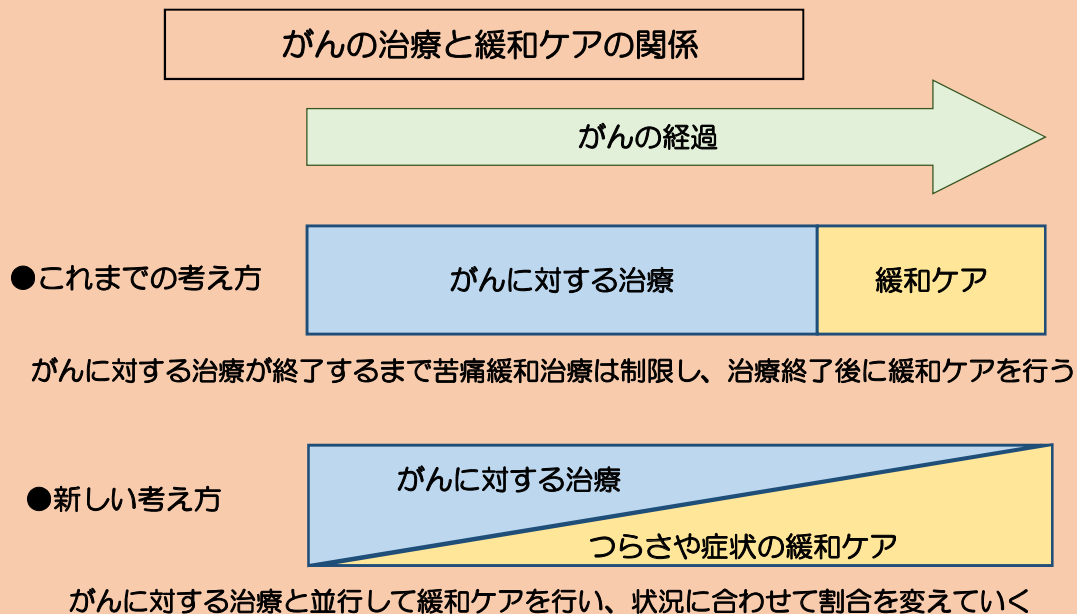 がんの治療と緩和ケアの関係
がんの経過
●これまでの考え方
がんに対する治療
緩和ケア
がんに対する治療が終了するまで苦痛緩和治療は制限し、治療終了後に緩和ケアを行う
●新しい考え方
がんに対する治療
つらさや症状の緩和ケア
がんに対する治療と並行して緩和ケアを行い、状況に合わせて割合を変えていく